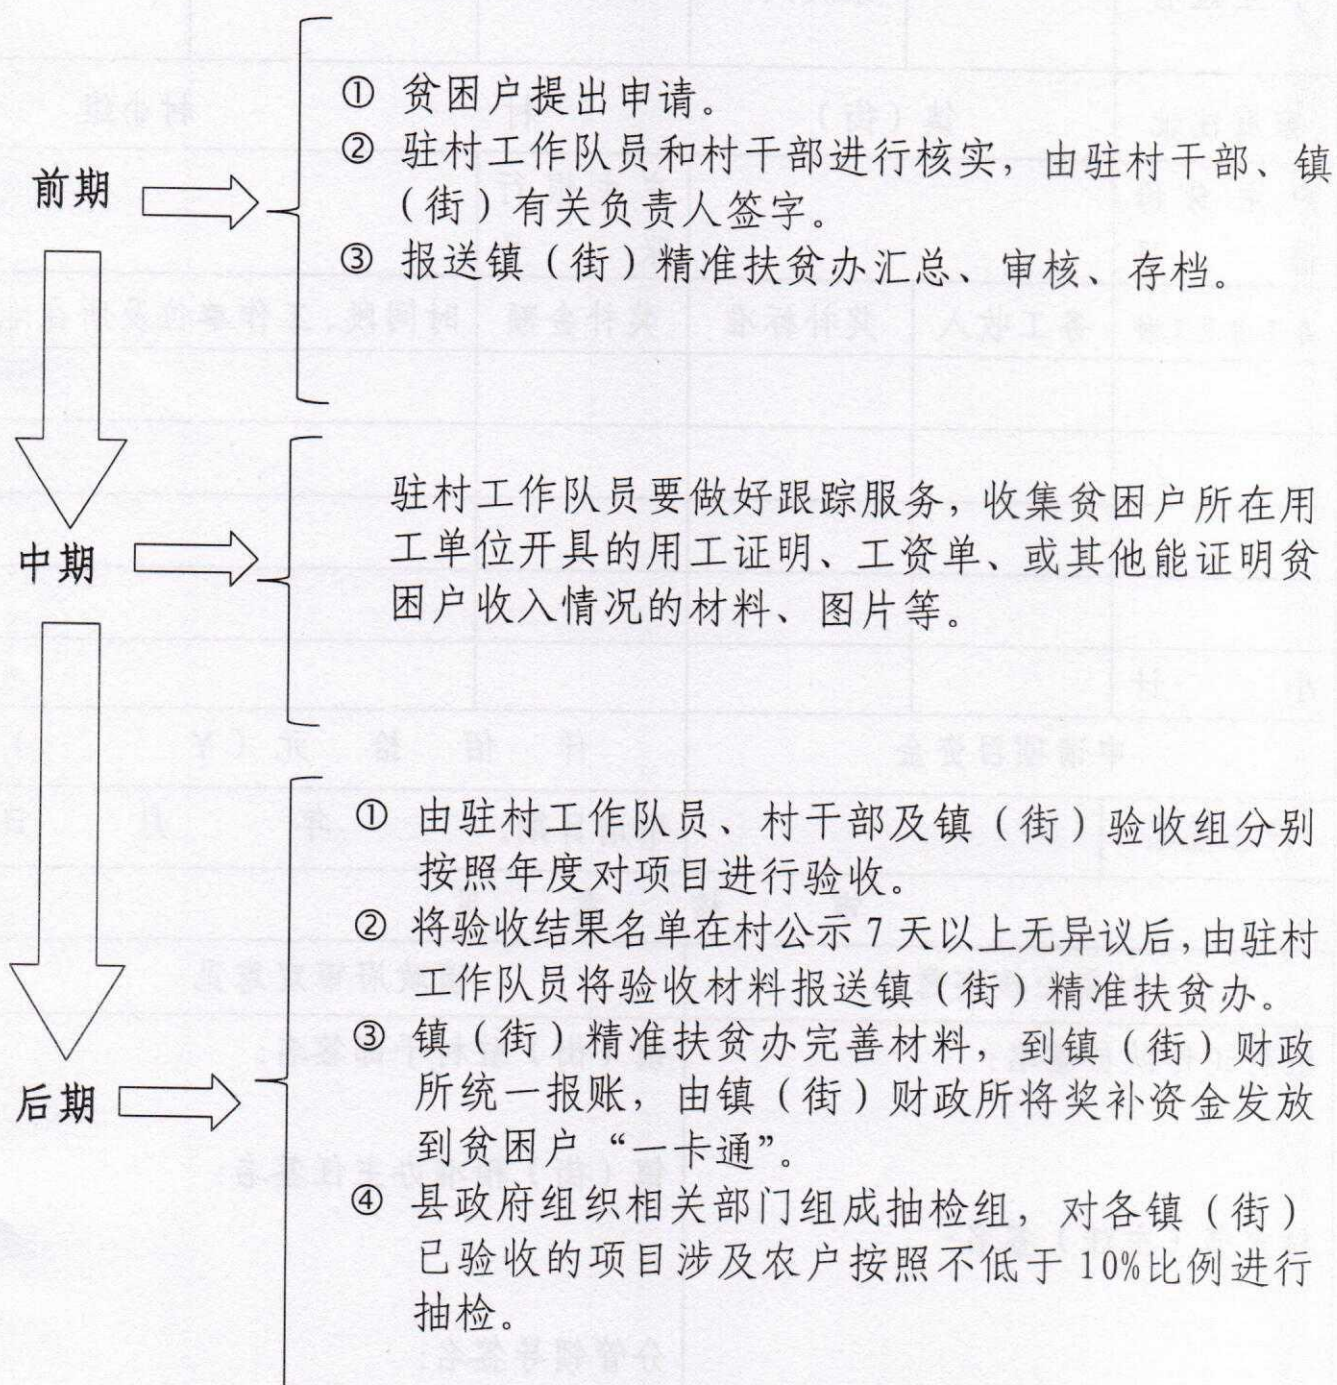 前期
① 贫困户提出申请。
② 驻村工作队员和村干部进行核实，由驻村干部、镇
（街）有关负责人签字。
③ 报送镇（街）精准扶贫办汇总、审核、存档。
中期
驻村工作队员要做好跟踪服务，收集贫困户所在用
工单位开具的用工证明、工资单、或其他能证明贫
困户收入情况的材料、图片等。
后期
① 由驻村工作队员、村干部及镇（街）验收组分别
按照年度对项目进行验收。
② 将验收结果名单在村公示 7 天以上无异议后，由驻村
工作队员将验收材料报送镇（街）精准扶贫办。
③ 镇（街）精准扶贫办完善材料，到镇（街）财政
所统一报账，由镇（街）财政所将奖补资金发放
到贫困户“一卡通”。
④ 县政府组织相关部门组成抽检组，对各镇（街）
已验收的项目涉及农户按照不低于 10%比例进行
抽检。